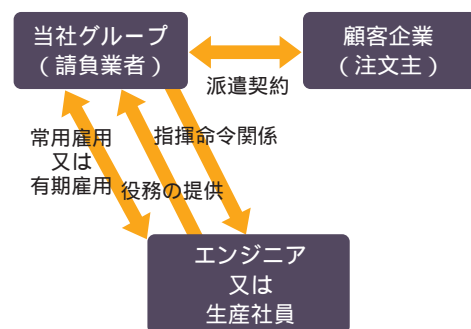 当社グループ
（請負業者）
顧客企業
（注文主）
派遣契約
常用雇用
又は
有期雇用
指揮命令関係
役務の提供
エンジニア
又は
生産社員